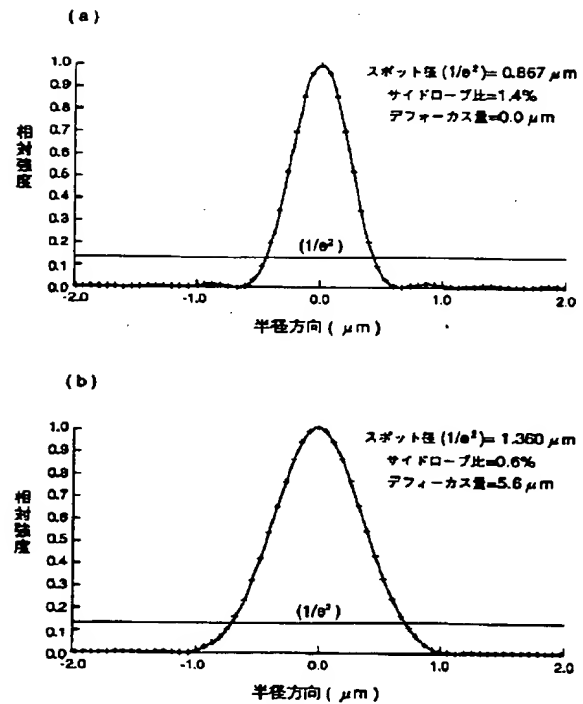 (a)
スポット径 (1/e²)= 0.867 μm
サイドローブ比=1.4%
デフォーカス量=0.0 μm
相対強度
1.0
0.9
0.8
0.7
0.6
0.5
0.4
0.3
0.2
0.1
0.0
(1/e²)
-2.0 -1.0 0.0 1.0 2.0
半径方向 ( μm)
(b)
スポット径 (1/e²)= 1.360 μm
サイドローブ比=0.6%
デフォーカス量=5.6 μm
相対強度
1.0
0.9
0.8
0.7
0.6
0.5
0.4
0.3
0.2
0.1
0.0
(1/e²)
-2.0 -1.0 0.0 1.0 2.0
半径方向 ( μm)